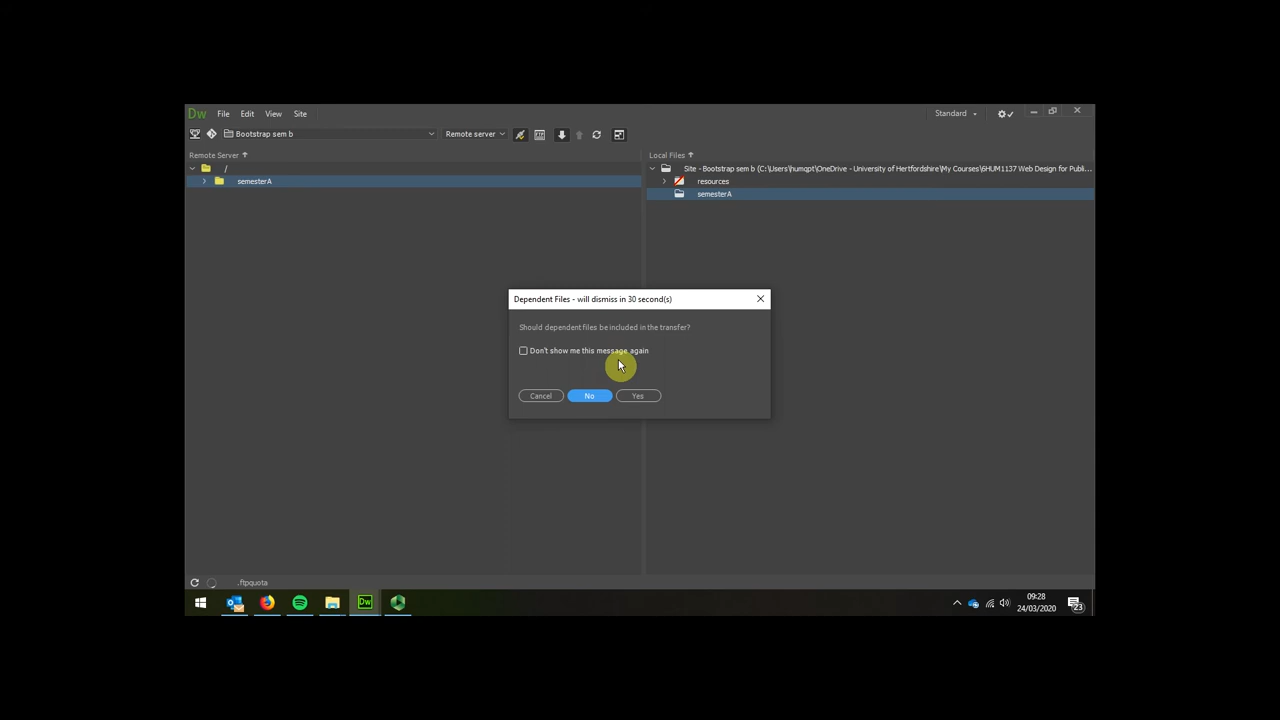 Dw File Edit View Site Standard
Bootstrap sem b Remote server
Remote Server Local Files
/ Site - Bootstrap sem b (C:\Users\humqpt\OneDrive - University of Hertfordshire\My Courses\6HUM1137 Web Design for Publi...
semesterA resources
semesterA
Dependent Files - will dismiss in 30 second(s)
Should dependent files be included in the transfer?
Don't show me this message again
Cancel No Yes
.ftpquota
Dw 09:28
24/03/2020 23